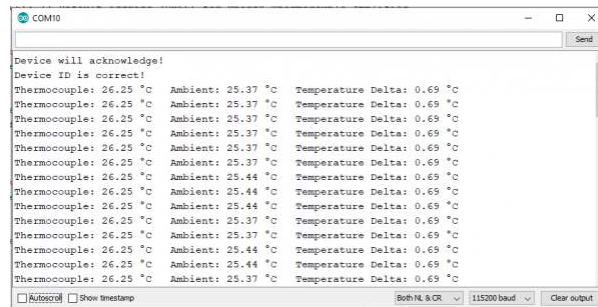 COM10
Send
Device will acknowledge!
Device ID is correct!
Thermocouple: 26.25 °C Ambient: 25.37 °C Temperature Delta: 0.69 °C
Thermocouple: 26.25 °C Ambient: 25.37 °C Temperature Delta: 0.69 °C
Thermocouple: 26.25 °C Ambient: 25.37 °C Temperature Delta: 0.69 °C
Thermocouple: 26.25 °C Ambient: 25.37 °C Temperature Delta: 0.69 °C
Thermocouple: 26.25 °C Ambient: 25.37 °C Temperature Delta: 0.69 °C
Thermocouple: 26.25 °C Ambient: 25.37 °C Temperature Delta: 0.69 °C
Thermocouple: 26.25 °C Ambient: 25.44 °C Temperature Delta: 0.69 °C
Thermocouple: 26.25 °C Ambient: 25.44 °C Temperature Delta: 0.69 °C
Thermocouple: 26.25 °C Ambient: 25.44 °C Temperature Delta: 0.69 °C
Thermocouple: 26.25 °C Ambient: 25.37 °C Temperature Delta: 0.69 °C
Thermocouple: 26.25 °C Ambient: 25.37 °C Temperature Delta: 0.69 °C
Thermocouple: 26.25 °C Ambient: 25.44 °C Temperature Delta: 0.69 °C
Thermocouple: 26.25 °C Ambient: 25.44 °C Temperature Delta: 0.69 °C
Thermocouple: 26.25 °C Ambient: 25.37 °C Temperature Delta: 0.69 °C
Autoscroll Show timestamp Both NL & CR 115200 baud Clear output